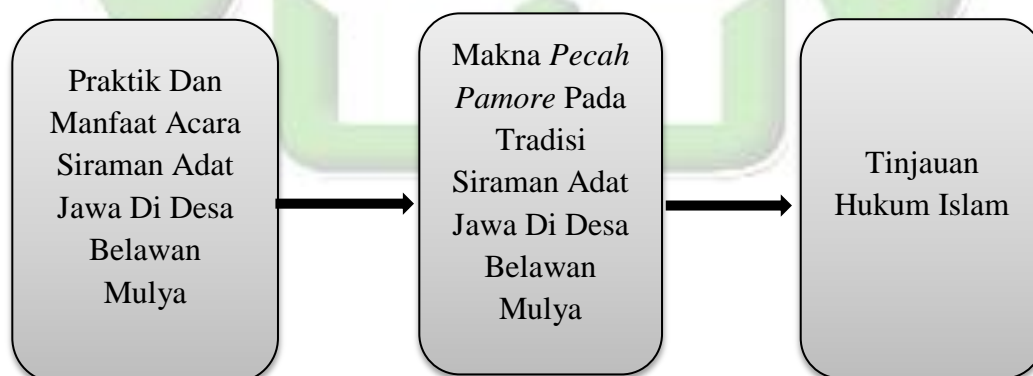 Praktik Dan
Manfaat Acara
Siraman Adat
Jawa Di Desa
Belawan
Mulya
Makna Pecah
Pamore Pada
Tradisi
Siraman Adat
Jawa Di Desa
Belawan
Mulya
Tinjauan
Hukum Islam